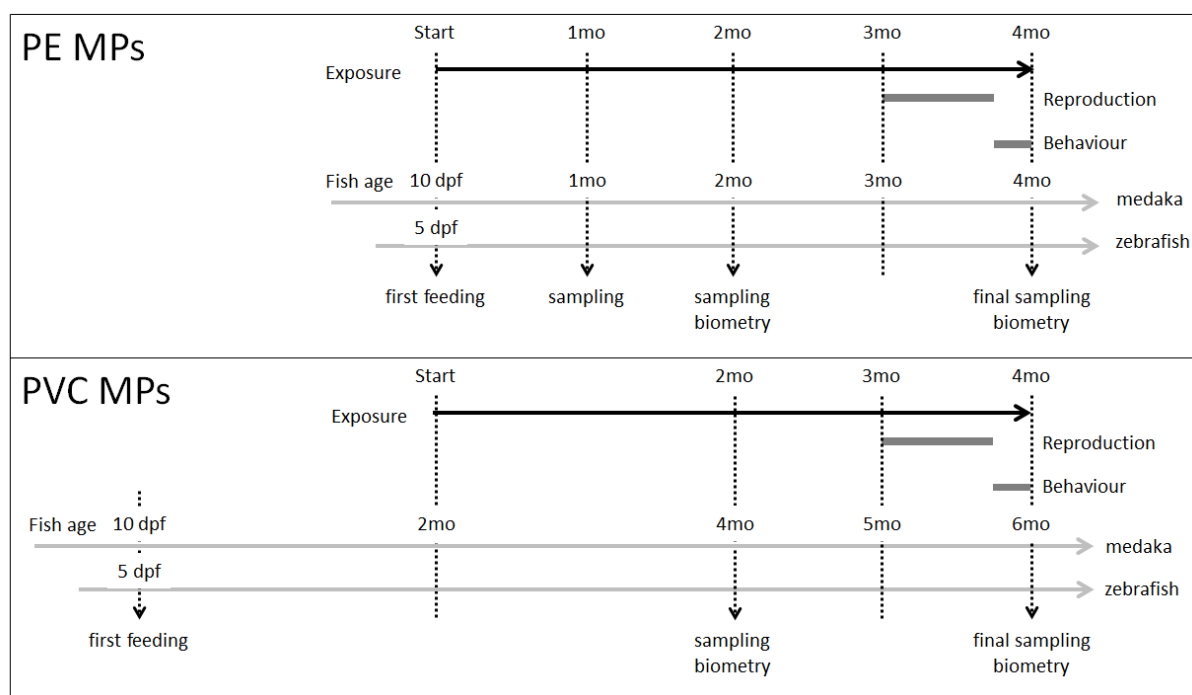 PE MPs
Start 1mo 2mo 3mo 4mo
Exposure
Reproduction
Behaviour
Fish age 10 dpf 1mo 2mo 3mo 4mo
medaka
5 dpf
zebrafish
first feeding sampling sampling final sampling
biometry biometry
PVC MPs
Start 2mo 3mo 4mo
Exposure
Reproduction
Behaviour
Fish age 10 dpf 2mo 4mo 5mo 6mo
medaka
5 dpf
zebrafish
first feeding sampling final sampling
biometry biometry